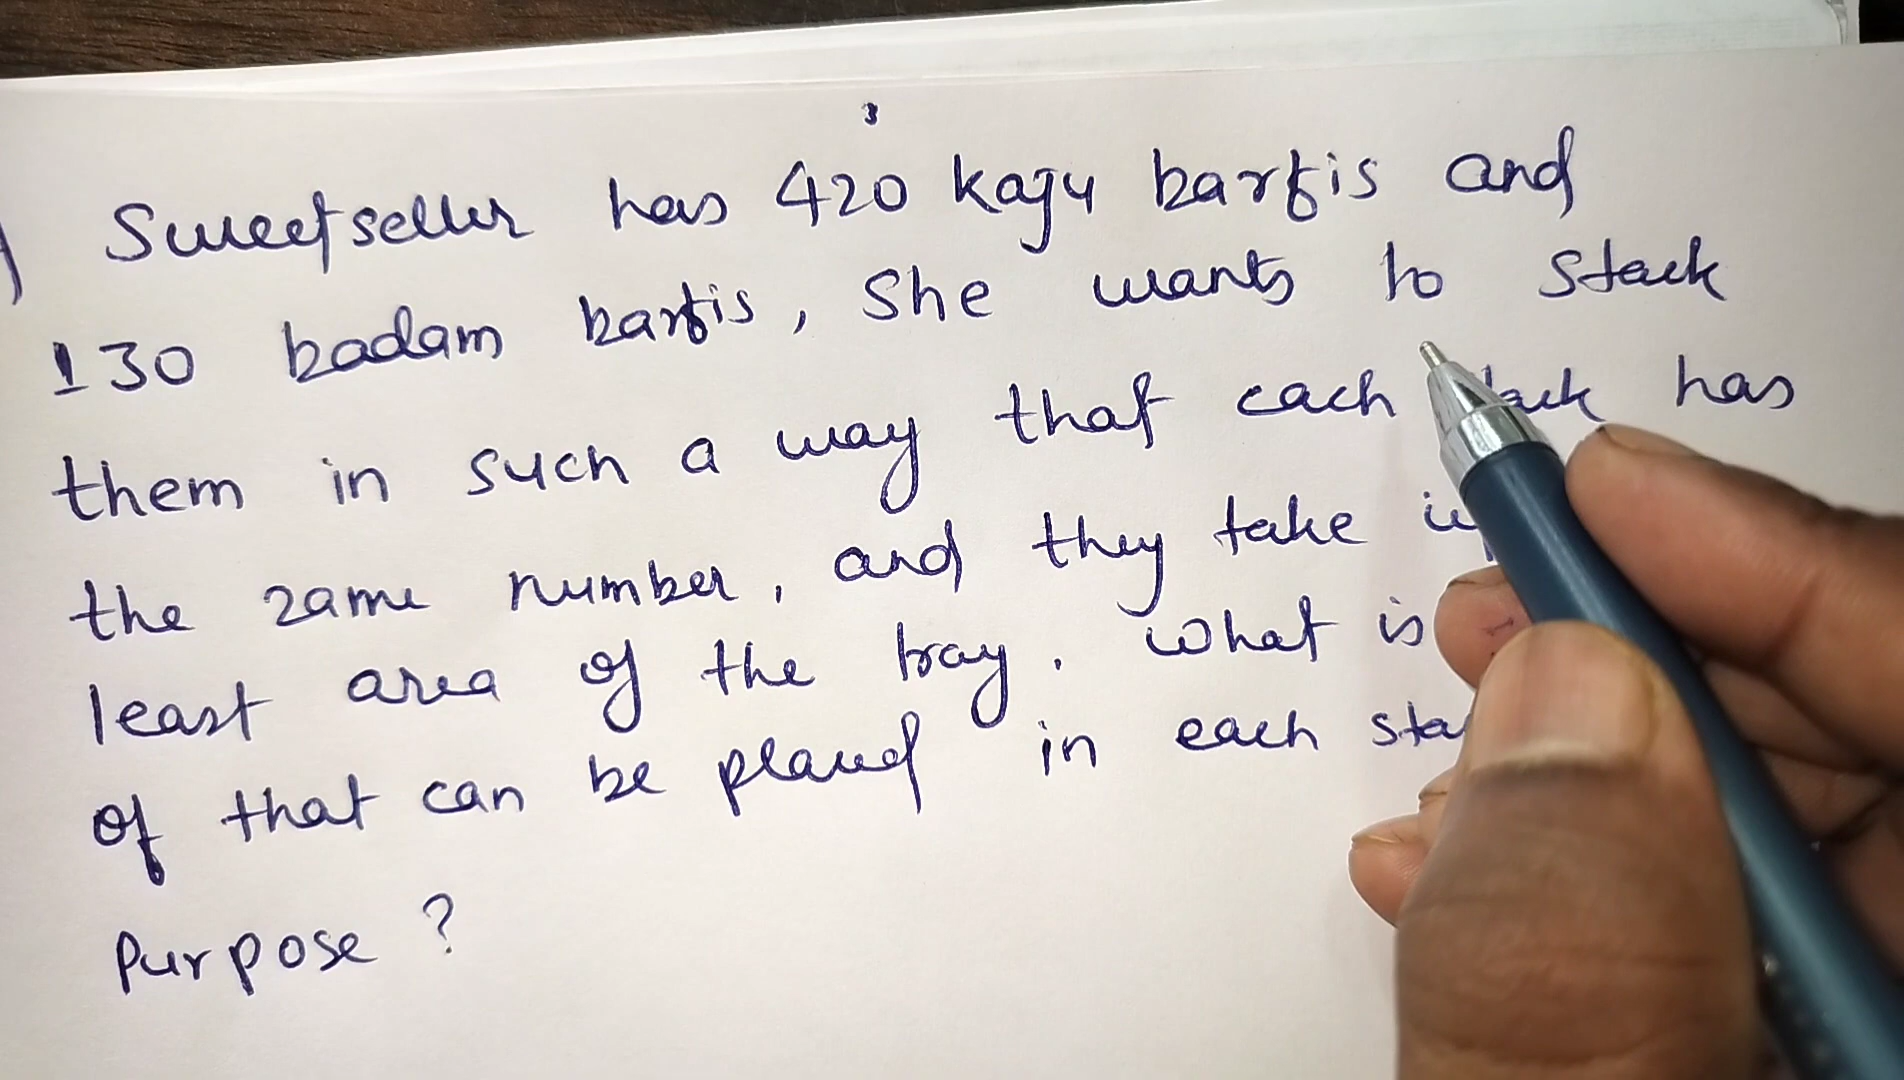 Sweetseller has 420 kaju barfis and
130 badam barfis, She wants to stack
them in such a way that each has
the same number, and they take
least area of the tray. What is
of that can be placed in each
Purpose ?